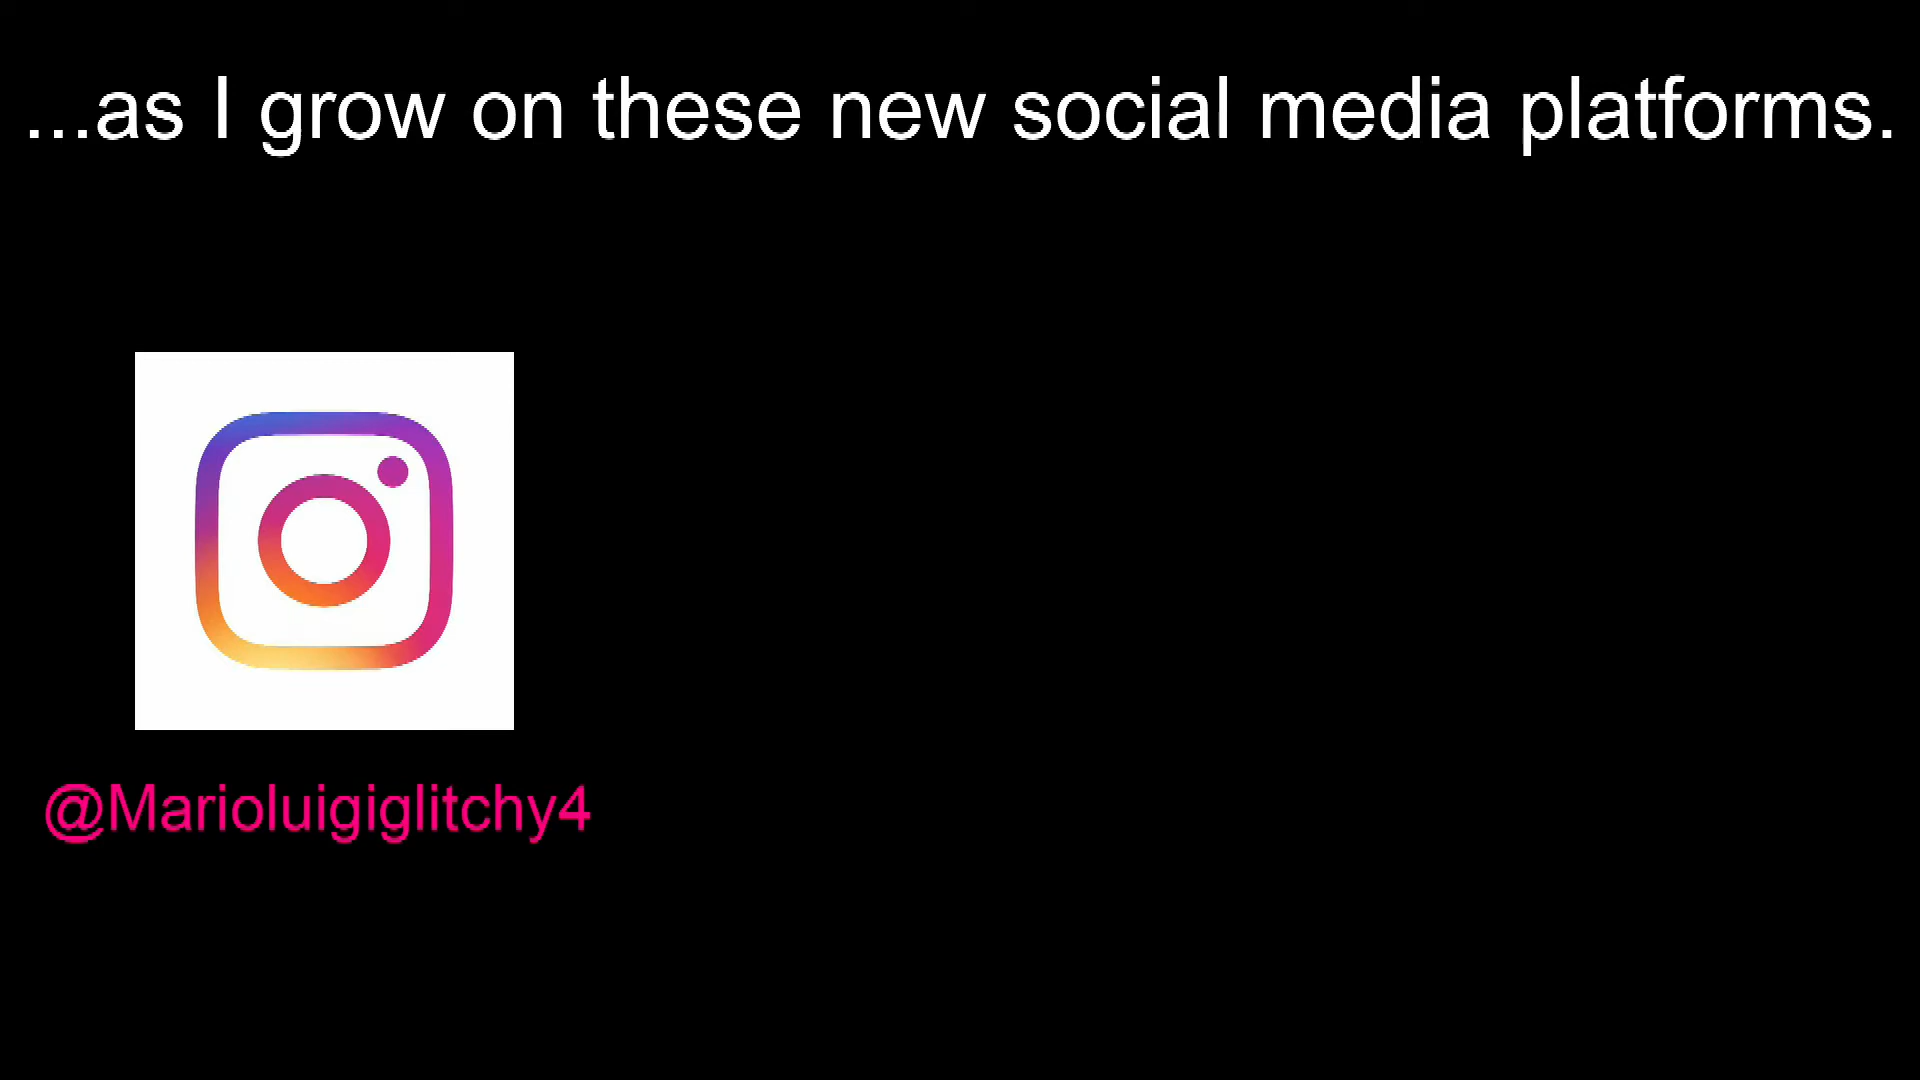 ...as I grow on these new social media platforms.
@Marioluigiglitchy4